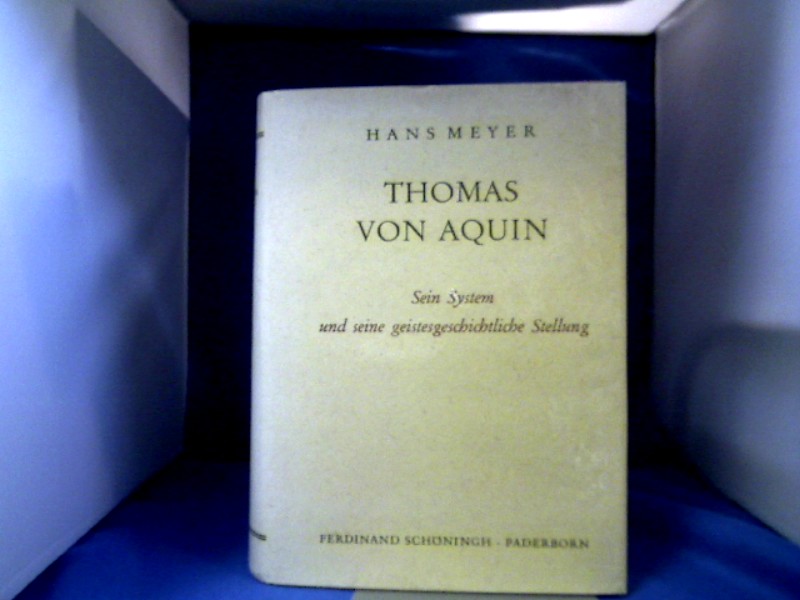 HANS MEYER
THOMAS
VON AQUIN
Sein System
und seine geistesgeschichtliche Stellung
FERDINAND SCHÖNINGH · PADERBORN